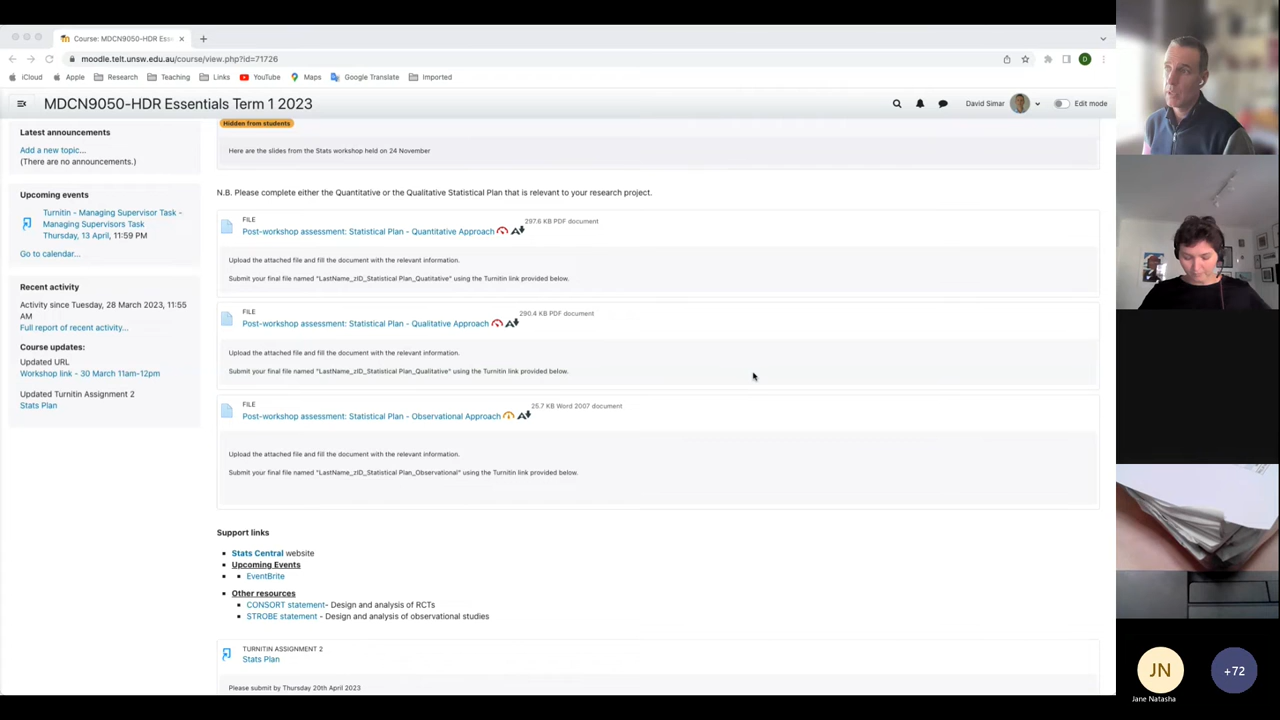 Course: MDCN9050-HDR Esse
moodle.telt.unsw.edu.au/course/view.php?id=71726
D
iCloud Apple Research Teaching Links YouTube Maps Google Translate Imported
MDCN9050-HDR Essentials Term 1 2023
David Simar Edit mode
Latest announcements
Add a new topic...
(There are no announcements.)
Upcoming events
Turnitin - Managing Supervisor Task -
Managing Supervisors Task
Thursday, 13 April, 11:59 PM
Go to calendar...
Recent activity
Activity since Tuesday, 28 March 2023, 11:55
AM
Full report of recent activity...
Course updates:
Updated URL
Workshop link - 30 March 11am-12pm
Updated Turnitin Assignment 2
Stats Plan
Hidden from students
Here are the slides from the Stats workshop held on 24 November
N.B. Please complete either the Quantitative or the Qualitative Statistical Plan that is relevant to your research project.
FILE
297.6 KB PDF document
Post-workshop assessment: Statistical Plan - Quantitative Approach
Upload the attached file and fill the document with the relevant information.
Submit your final file named "LastName_zID_Statistical Plan_Quatitative" using the Turnitin link provided below.
FILE
290.4 KB PDF document
Post-workshop assessment: Statistical Plan - Qualitative Approach
Upload the attached file and fill the document with the relevant information.
Submit your final file named "LastName_zID_Statistical Plan_Qualitative" using the Turnitin link provided below.
FILE
25.7 KB Word 2007 document
Post-workshop assessment: Statistical Plan - Observational Approach
Upload the attached file and fill the document with the relevant information.
Submit your final file named "LastName_zID_Statistical Plan_Observational" using the Turnitin link provided below.
Support links
Stats Central website
Upcoming Events
EventBrite
Other resources
CONSORT statement- Design and analysis of RCTs
STROBE statement - Design and analysis of observational studies
TURNITIN ASSIGNMENT 2
Stats Plan
Please submit by Thursday 20th April 2023
JN
Jane Natasha
+72